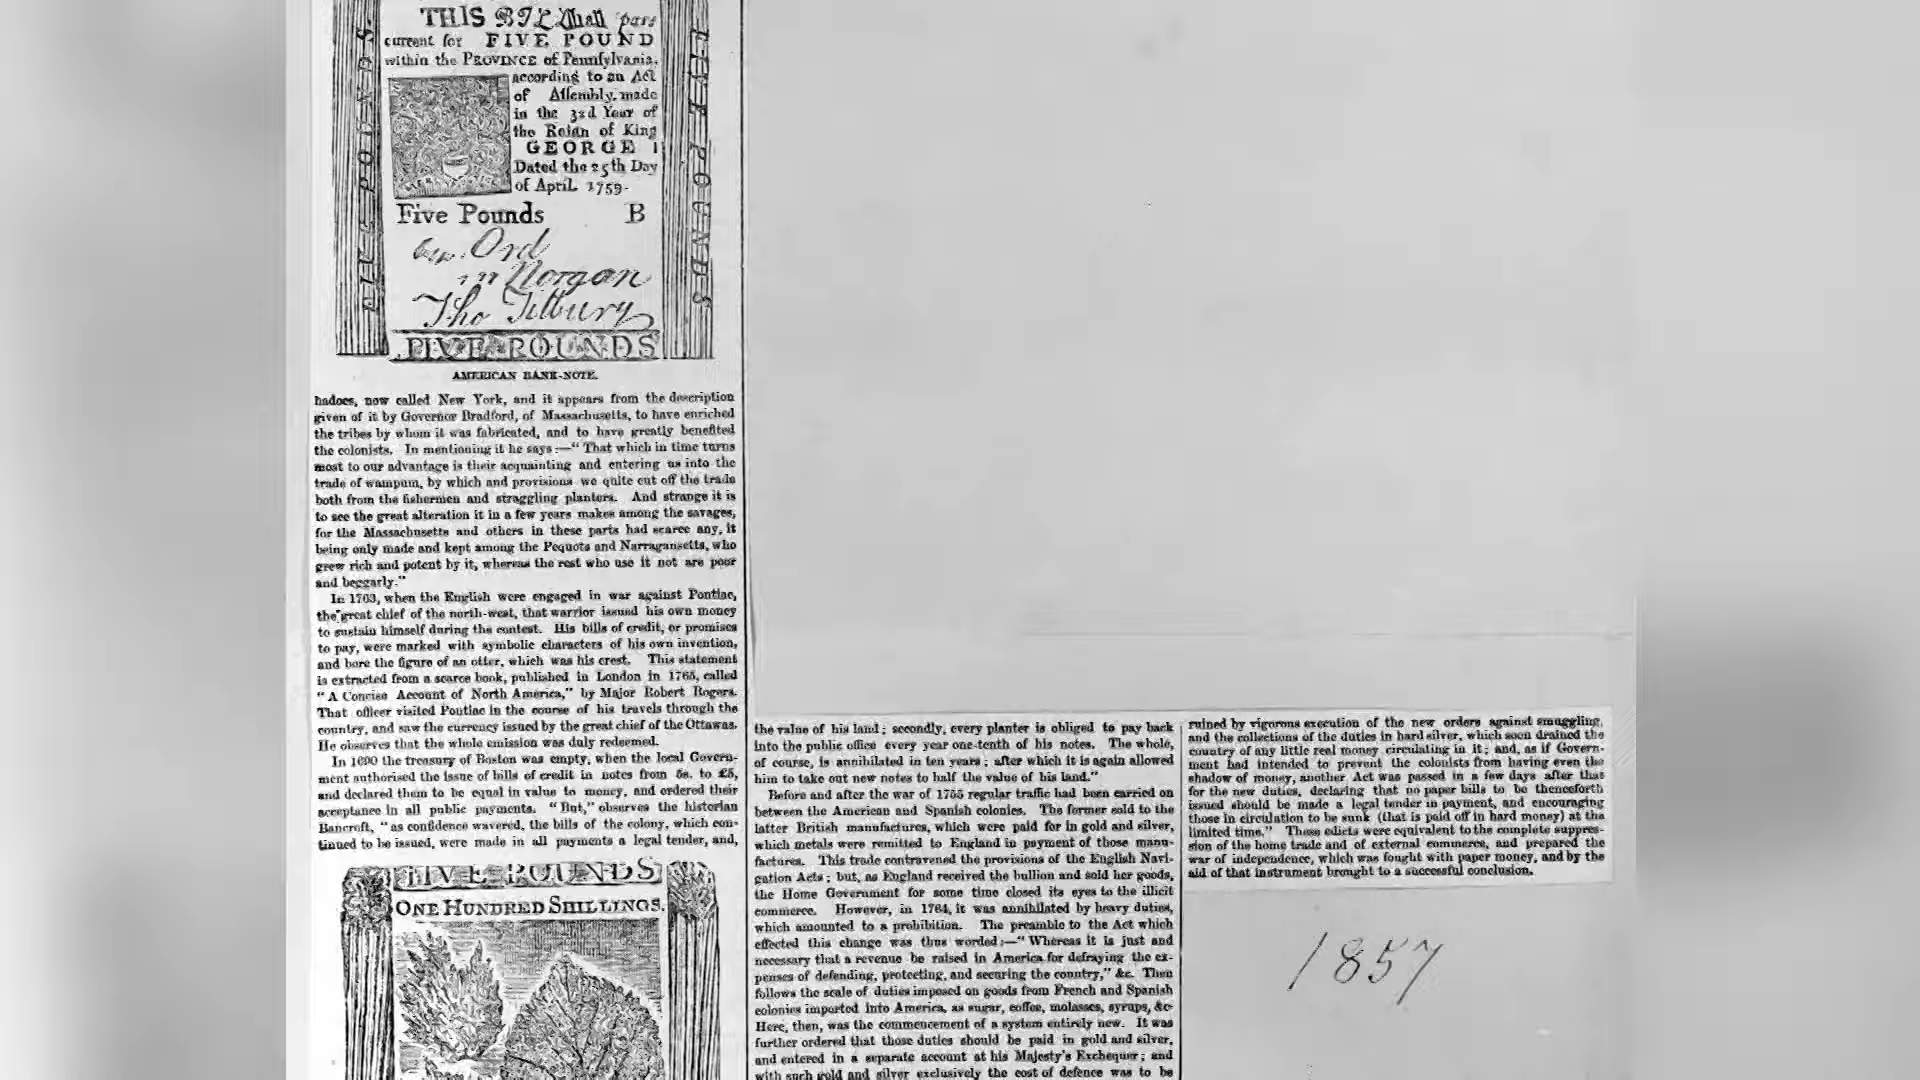 THIS BILL shall pass
current for FIVE POUND
within the PROVINCE of Pennſylvania,
according to an Act
of Aſſembly, made
in the 33d Year of
the Reign of King
GEORGE I
Dated the 25th Day
of April 1759.
Five Pounds B
Ord
Morgan
Tho Tilbury
FIVE POUNDS
FIVE POUNDS
FIVE POUNDS
AMERICAN BANK-NOTE.
hadoes, now called New York, and it appears from the description
given of it by Governor Bradford, of Massachusetts, to have enriched
the tribes by whom it was fabricated, and to have greatly benefited
the colonists. In mentioning it he says:—"That which in time turns
most to our advantage is their acquainting and entering us into the
trade of wampum, by which and provisions we quite cut off the trade
both from the fishermen and straggling planters. And strange it is
to see the great alteration it in a few years makes among the savages,
for the Massachusetts and others in these parts had scarce any, it
being only made and kept among the Pequots and Narragansetts, who
grew rich and potent by it, whereas the rest who use it not are poor
and beggarly."
In 1763, when the English were engaged in war against Pontiac,
the great chief of the north-west, that warrior issued his own money
to sustain himself during the contest. His bills of credit, or promises
to pay, were marked with symbolic characters of his own invention,
and bore the figure of an otter, which was his crest. This statement
is extracted from a scarce book, published in London in 1765, called
"A Concise Account of North America," by Major Robert Rogers.
That officer visited Pontiac in the course of his travels through the
country, and saw the currency issued by the great chief of the Ottawas.
He observes that the whole emission was duly redeemed.
In 1690 the treasury of Boston was empty, when the local Govern-
ment authorised the issue of bills of credit in notes from 5s. to £5,
and declared them to be equal in value to money, and ordered their
acceptance in all public payments. "But," observes the historian
Bancroft, "as confidence wavered, the bills of the colony, which con-
tinued to be issued, were made in all payments a legal tender, and,
FIVE POUNDS
ONE HUNDRED SHILLINGS.
the value of his land; secondly, every planter is obliged to pay back
into the public office every year one-tenth of his notes. The whole,
of course, is annihilated in ten years; after which it is again allowed
him to take out new notes to half the value of his land."
Before and after the war of 1755 regular traffic had been carried on
between the American and Spanish colonies. The former sold to the
latter British manufactures, which were paid for in gold and silver,
which metals were remitted to England in payment of those manu-
factures. This trade contravened the provisions of the English Navi-
gation Acts; but, as England received the bullion and sold her goods,
the Home Government for some time closed its eyes to the illicit
commerce. However, in 1764, it was annihilated by heavy duties,
which amounted to a prohibition. The preamble to the Act which
effected this change was thus worded:—"Whereas it is just and
necessary that a revenue be raised in America for defraying the ex-
penses of defending, protecting, and securing the country," &c. Then
follows the scale of duties imposed on goods from French and Spanish
colonies imported into America, as sugar, coffee, molasses, syrups, &c
Here, then, was the commencement of a system entirely new. It was
further ordered that those duties should be paid in gold and silver,
and entered in a separate account at his Majesty's Exchequer; and
with such gold and silver exclusively the cost of defence was to be
ruined by vigorous execution of the new orders against smuggling,
and the collections of the duties in hard silver, which soon drained the
country of any little real money circulating in it; and, as if Govern-
ment had intended to prevent the colonists from having even the
shadow of money, another Act was passed in a few days after that
for the new duties, declaring that no paper bills to be thenceforth
issued should be made a legal tender in payment, and encouraging
those in circulation to be sunk (that is paid off in hard money) at the
limited time." These edicts were equivalent to the complete suppres-
sion of the home trade and of external commerce, and prepared the
war of independence, which was fought with paper money, and by the
aid of that instrument brought to a successful conclusion.
1857